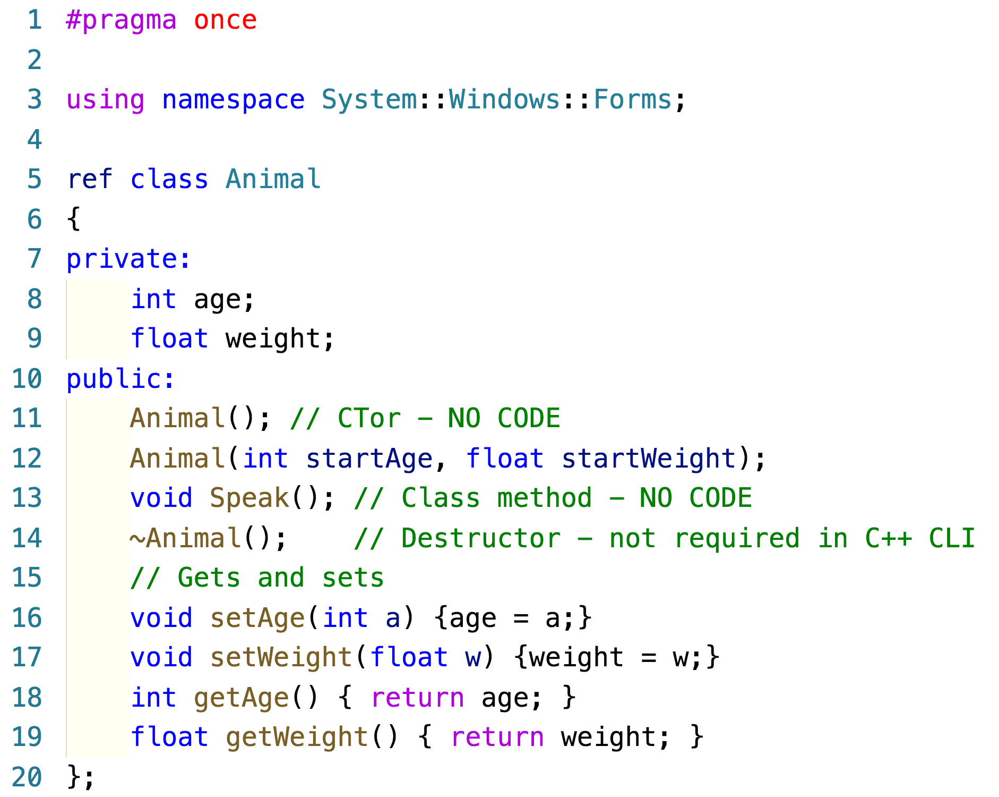 1 #pragma once
2
3 using namespace System::Windows::Forms;
4
5 ref class Animal
6 {
7 private:
8     int age;
9     float weight;
10 public:
11     Animal(); // CTor – NO CODE
12     Animal(int startAge, float startWeight);
13     void Speak(); // Class method – NO CODE
14     ~Animal();    // Destructor – not required in C++ CLI
15     // Gets and sets
16     void setAge(int a) {age = a;}
17     void setWeight(float w) {weight = w;}
18     int getAge() { return age; }
19     float getWeight() { return weight; }
20 };